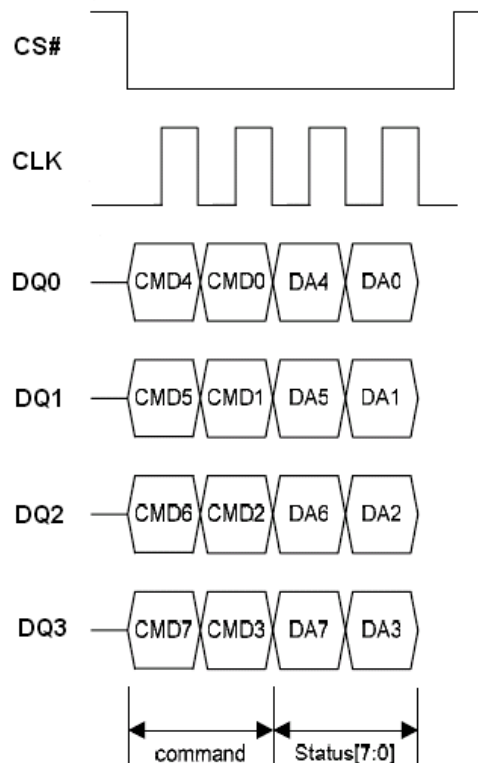 CS#
CLK
DQ0 CMD4 CMD0 DA4 DA0
DQ1 CMD5 CMD1 DA5 DA1
DQ2 CMD6 CMD2 DA6 DA2
DQ3 CMD7 CMD3 DA7 DA3
command Status[7:0]